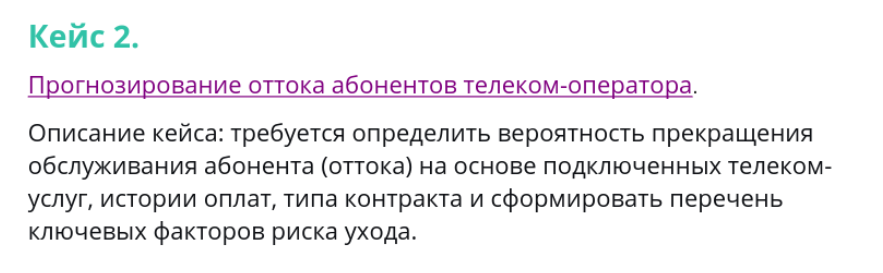 Кейс 2.
Прогнозирование оттока абонентов телеком-оператора.
Описание кейса: требуется определить вероятность прекращения
обслуживания абонента (оттока) на основе подключенных телеком-
услуг, истории оплат, типа контракта и сформировать перечень
ключевых факторов риска ухода.